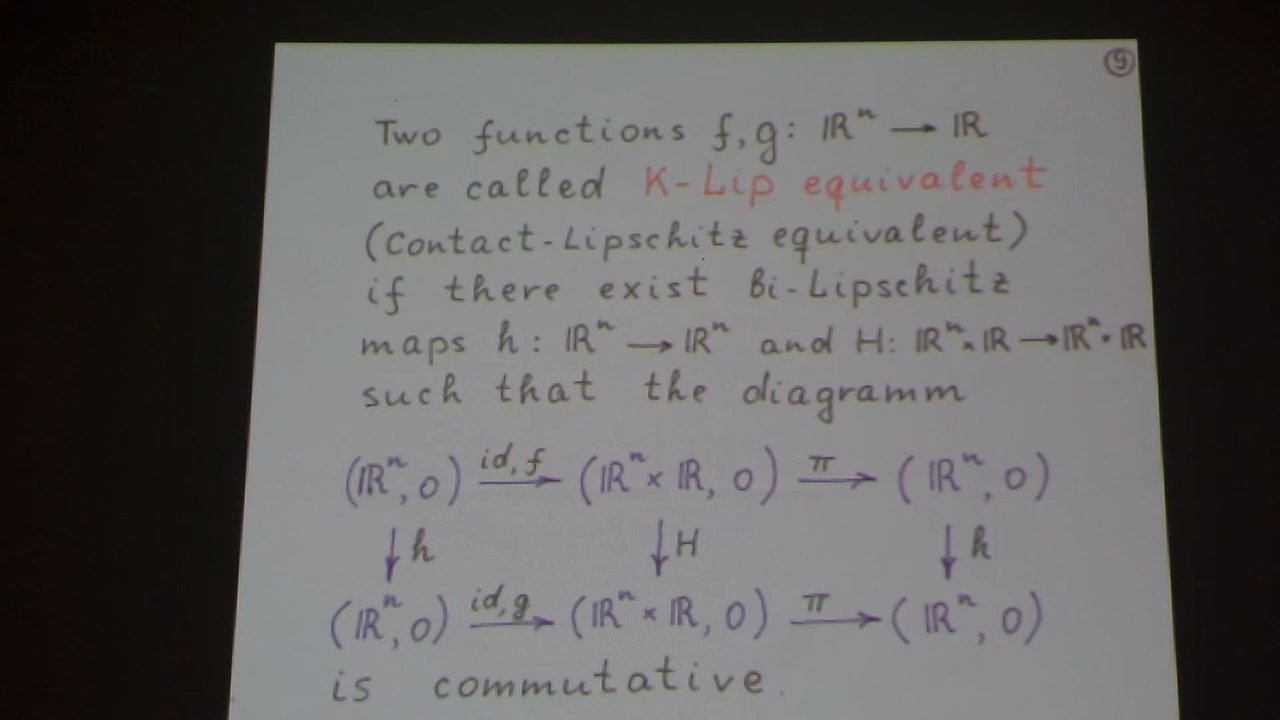 ⑨
Two functions f,g: ℝⁿ → ℝ
are called K-Lip equivalent
(Contact-Lipschitz equivalent)
if there exist Bi-Lipschitz
maps h: ℝⁿ → ℝⁿ and H: ℝⁿ×ℝ → ℝⁿ×ℝ
such that the diagramm
(ℝⁿ, 0) id, f → (ℝⁿ × ℝ, 0) π → (ℝⁿ, 0)
↓ h ↓ H ↓ h
(ℝⁿ, 0) id, g → (ℝⁿ × ℝ, 0) π → (ℝⁿ, 0)
is commutative.